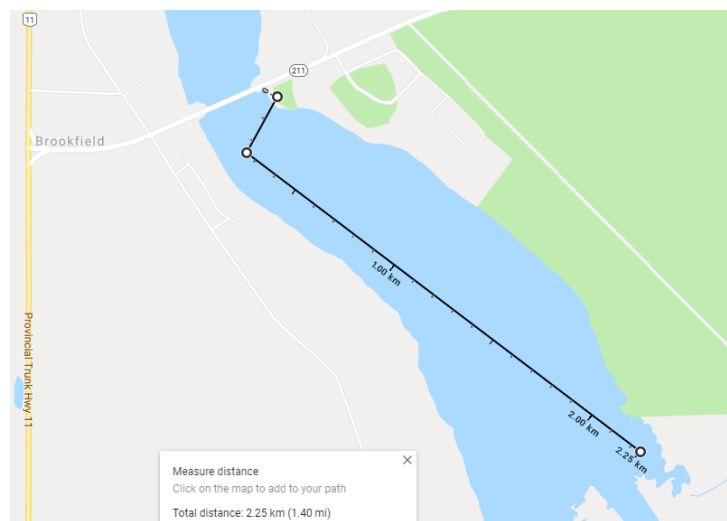 11
211
0
Brookfield
1.00 km
Provincial Trunk Hwy 11
2.00 km
2.25 km
Measure distance
Click on the map to add to your path
Total distance: 2.25 km (1.40 mi)